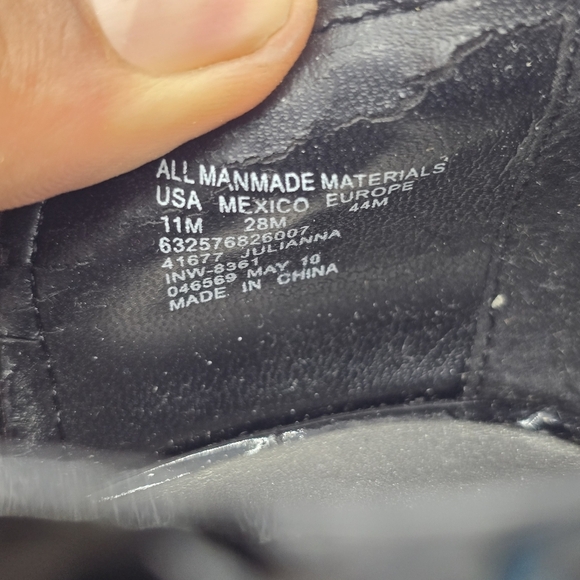 ALL MANMADE MATERIALS
USA MEXICO EUROPE
11M 28M 44M
632576826007
41677 JULIANNA
INW-8361
046569 MAY 10
MADE IN CHINA